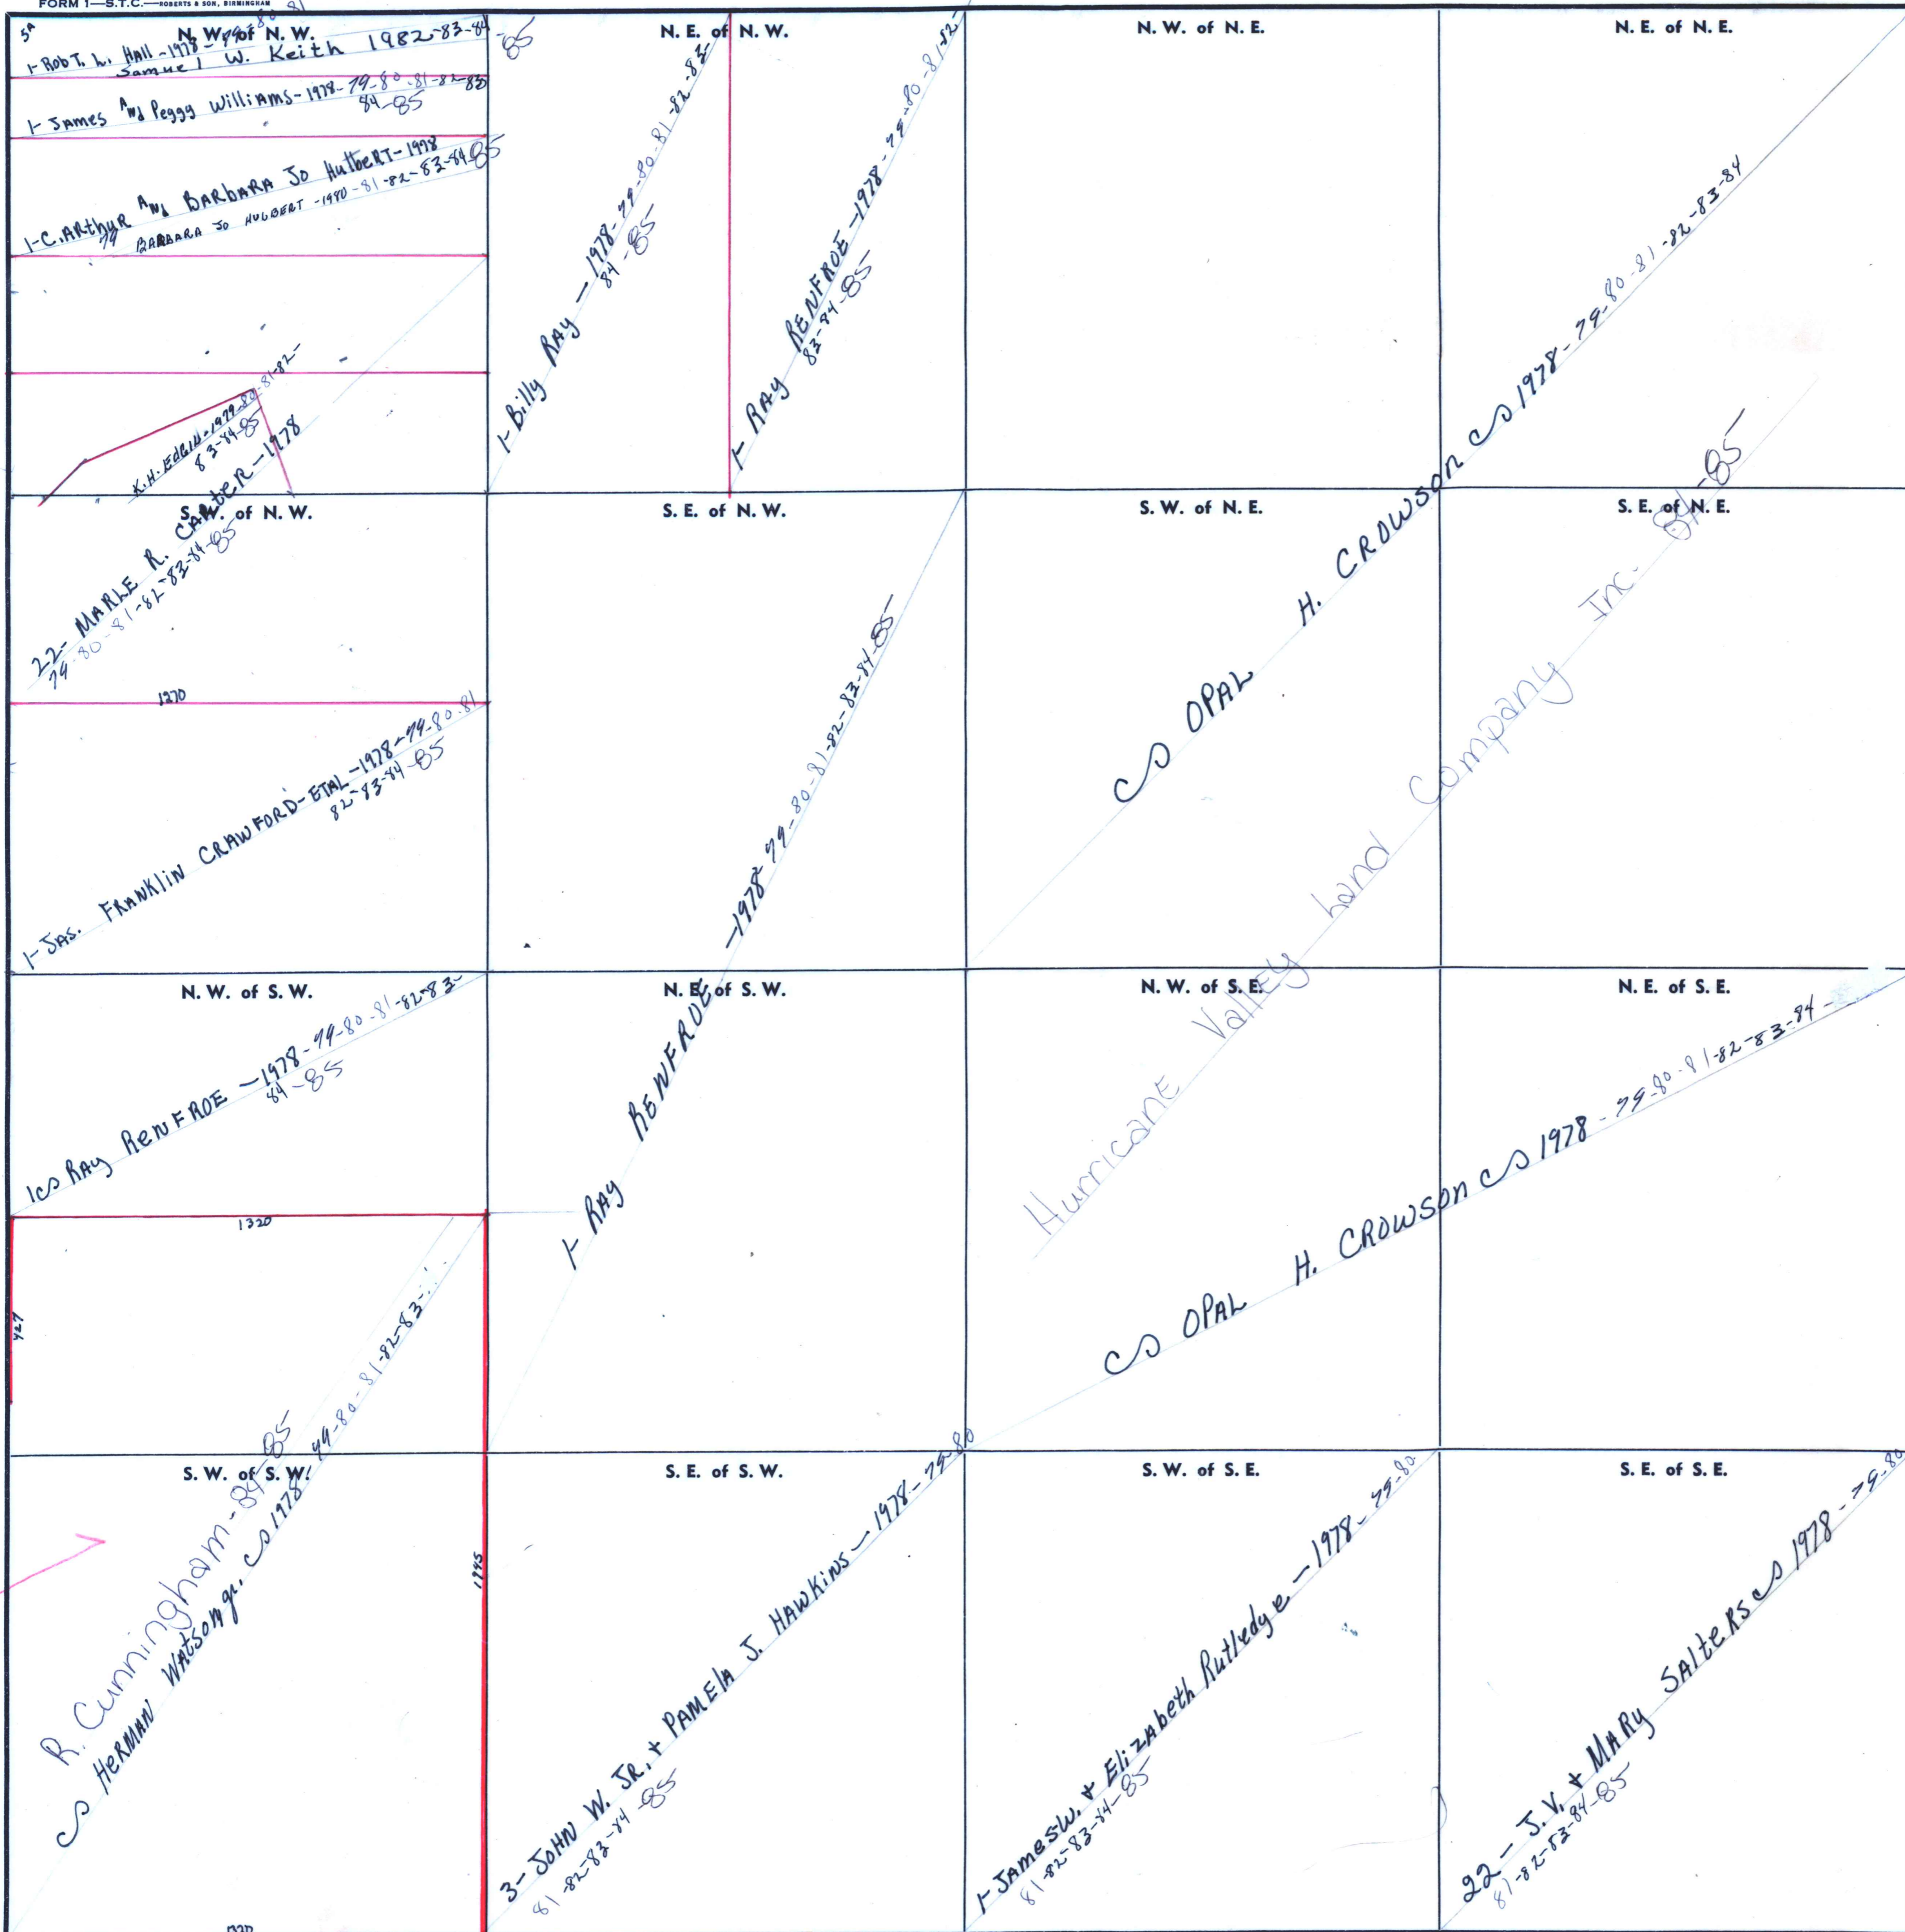 FORM 1—S.T.C.—ROBERTS & SON, BIRMINGHAM
5A
N. W. of N. W.
1-Robt. L. Hall-1978-79-80-81
Samuel W. Keith 1982-83-84-85
1-James And Peggy Williams-1978-79-80-81-82-83
84-85
1-C. Arthur And BARBARA JO HulbeRT-1978
79 BARBARA JO HULBERT-1980-81-82-83-84-85
K.H. Edgil-1979-80-81-82-
83-84-85
N. E. of N. W.
1-Billy RAY-1978-79-80-81-82-83-
84-85
1-RAY RENFROE-1978-79-80-81-82-
83-84-85
N. W. of N. E.
N. E. of N. E.
S. W. of N. W.
22-MARLE R. CARTER-1978
79-80-81-82-83-84-85
1270
1-JAS. FRANKLIN CRAWFORD-ETAL-1978-79-80-81
82-83-84-85
S. E. of N. W.
S. W. of N. E.
OPAL H. CROWSON 1978-79-80-81-82-83-84
S. E. of N. E.
Hurricane Valley Land Company Inc. 84-85
N. W. of S. W.
1 RAY RENFROE-1978-79-80-81-82-83-
84-85
1320
427
N. E. of S. W.
1-RAY RENFROE-1978-79-80-81-82-83-84-85
N. W. of S. E.
N. E. of S. E.
OPAL H. CROWSON 1978-79-80-81-82-83-84-
S. W. of S. W.
R. Cunningham-84-85
HERMAN WATSON Jr. 1978-79-80-81-82-83-
1320
S. E. of S. W.
3-JOHN W. JR. & PAMELA J. HAWKINS-1978-79-80
81-82-83-84-85
S. W. of S. E.
1-JAMES W. & Elizabeth Rutledge-1978-79-80
81-82-83-84-85
S. E. of S. E.
22-J.V. & MARY SALTERS 1978-79-80
81-82-83-84-85